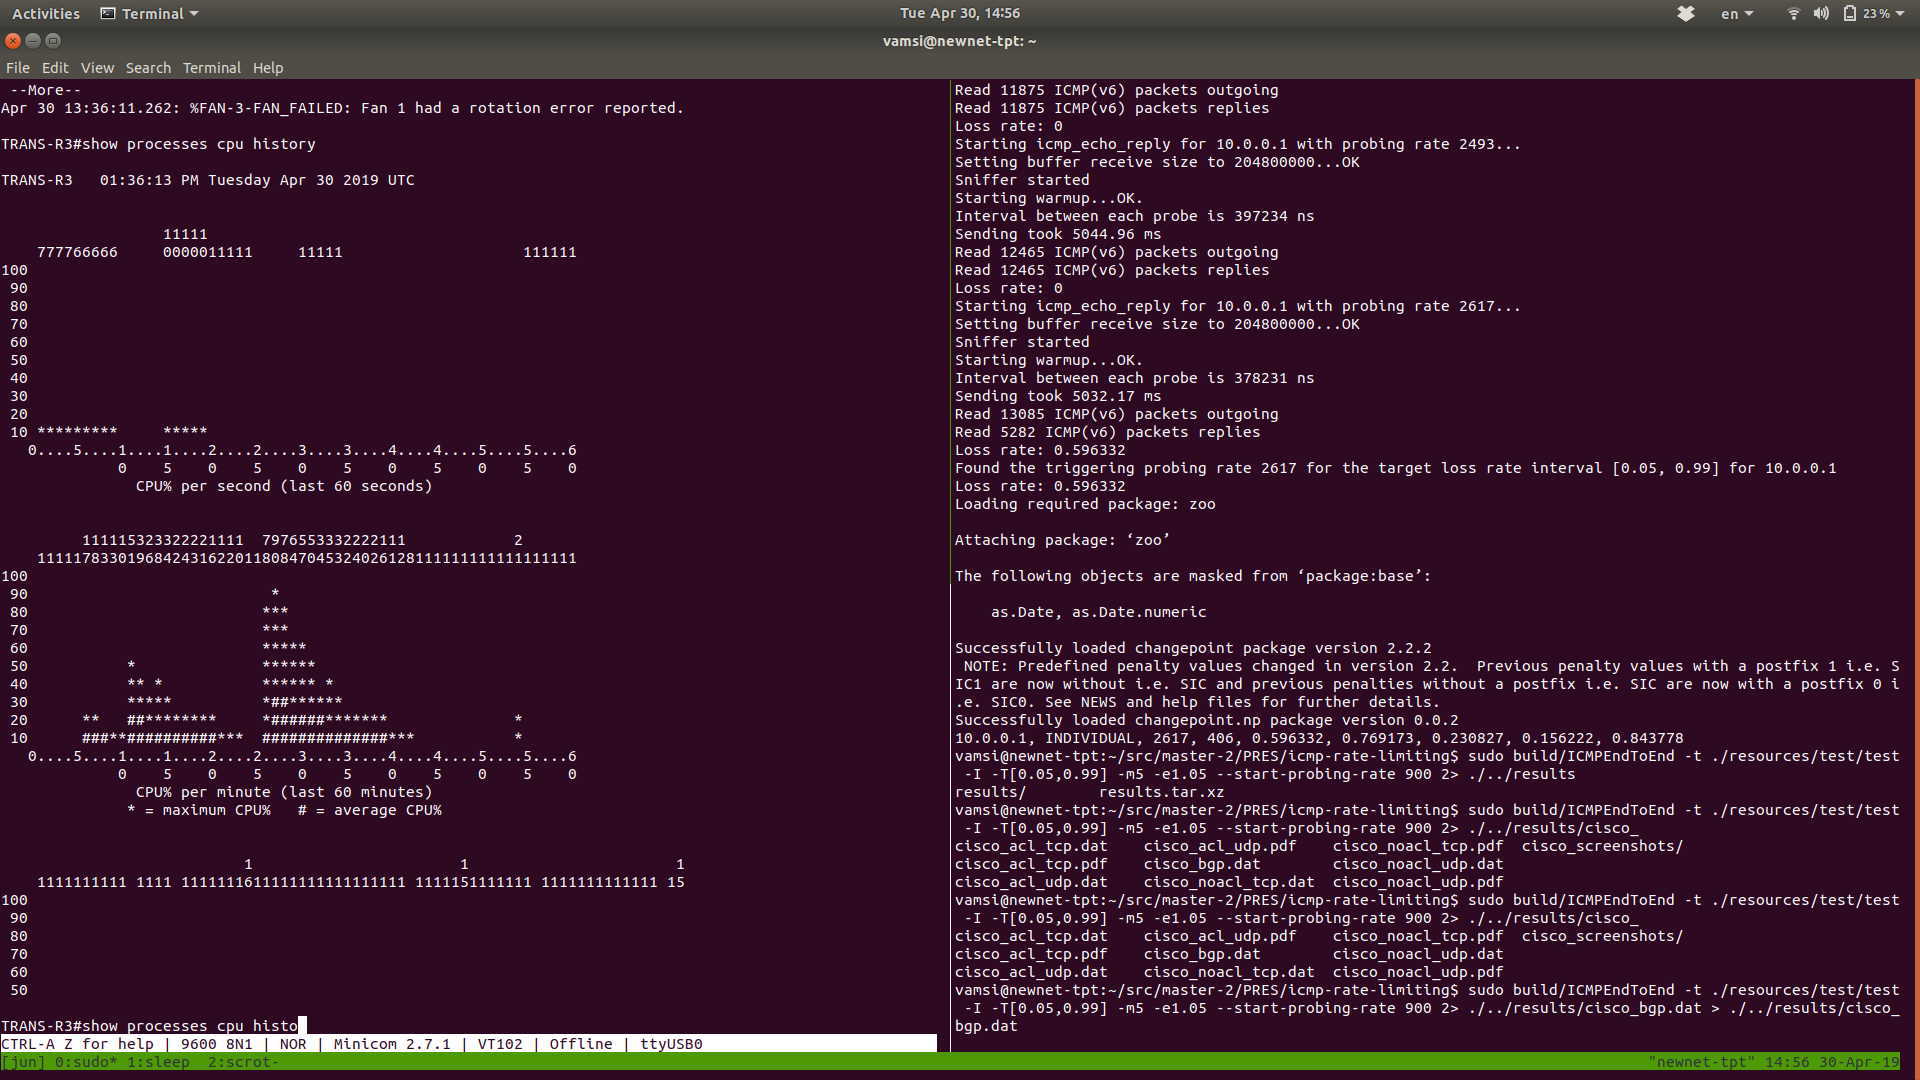 Activities Terminal Tue Apr 30, 14:56 en 23 %
vamsi@newnet-tpt: ~
File Edit View Search Terminal Help
 --More--
Apr 30 13:36:11.262: %FAN-3-FAN_FAILED: Fan 1 had a rotation error reported.
TRANS-R3#show processes cpu history
TRANS-R3   01:36:13 PM Tuesday Apr 30 2019 UTC
                  11111
    777766666     0000011111     11111                    111111
100
 90
 80
 70
 60
 50
 40
 30
 20
 10 *********     *****
   0....5....1....1....2....2....3....3....4....4....5....5....6
             0    5    0    5    0    5    0    5    0    5    0
               CPU% per second (last 60 seconds)
         111115323322221111  7976553332222111            2
    111117833019684243162201180847045324026128111111111111111111
100
 90                           *
 80                          ***
 70                          ***
 60                          *****
 50           *              ******
 40           ** *           ****** *
 30           *****          *##******
 20      **   ##********     *######*******              *
 10      ###**##########***  ##############***           *
   0....5....1....1....2....2....3....3....4....4....5....5....6
             0    5    0    5    0    5    0    5    0    5    0
               CPU% per minute (last 60 minutes)
              * = maximum CPU%   # = average CPU%
                           1                       1                       1
    1111111111 1111 1111111611111111111111111 1111151111111 1111111111111 15
100
 90
 80
 70
 60
 50
TRANS-R3#show processes cpu histo
CTRL-A Z for help | 9600 8N1 | NOR | Minicom 2.7.1 | VT102 | Offline | ttyUSB0
Read 11875 ICMP(v6) packets outgoing
Read 11875 ICMP(v6) packets replies
Loss rate: 0
Starting icmp_echo_reply for 10.0.0.1 with probing rate 2493...
Setting buffer receive size to 204800000...OK
Sniffer started
Starting warmup...OK.
Interval between each probe is 397234 ns
Sending took 5044.96 ms
Read 12465 ICMP(v6) packets outgoing
Read 12465 ICMP(v6) packets replies
Loss rate: 0
Starting icmp_echo_reply for 10.0.0.1 with probing rate 2617...
Setting buffer receive size to 204800000...OK
Sniffer started
Starting warmup...OK.
Interval between each probe is 378231 ns
Sending took 5032.17 ms
Read 13085 ICMP(v6) packets outgoing
Read 5282 ICMP(v6) packets replies
Loss rate: 0.596332
Found the triggering probing rate 2617 for the target loss rate interval [0.05, 0.99] for 10.0.0.1
Loss rate: 0.596332
Loading required package: zoo
Attaching package: ‘zoo’
The following objects are masked from ‘package:base’:
    as.Date, as.Date.numeric
Successfully loaded changepoint package version 2.2.2
 NOTE: Predefined penalty values changed in version 2.2.  Previous penalty values with a postfix 1 i.e. S
IC1 are now without i.e. SIC and previous penalties without a postfix i.e. SIC are now with a postfix 0 i
.e. SIC0. See NEWS and help files for further details.
Successfully loaded changepoint.np package version 0.0.2
10.0.0.1, INDIVIDUAL, 2617, 406, 0.596332, 0.769173, 0.230827, 0.156222, 0.843778
vamsi@newnet-tpt:~/src/master-2/PRES/icmp-rate-limiting$ sudo build/ICMPEndToEnd -t ./resources/test/test
 -I -T[0.05,0.99] -m5 -e1.05 --start-probing-rate 900 2> ./../results
results/        results.tar.xz
vamsi@newnet-tpt:~/src/master-2/PRES/icmp-rate-limiting$ sudo build/ICMPEndToEnd -t ./resources/test/test
 -I -T[0.05,0.99] -m5 -e1.05 --start-probing-rate 900 2> ./../results/cisco_
cisco_acl_tcp.dat    cisco_acl_udp.pdf    cisco_noacl_tcp.pdf  cisco_screenshots/
cisco_acl_tcp.pdf    cisco_bgp.dat        cisco_noacl_udp.dat
cisco_acl_udp.dat    cisco_noacl_tcp.dat  cisco_noacl_udp.pdf
vamsi@newnet-tpt:~/src/master-2/PRES/icmp-rate-limiting$ sudo build/ICMPEndToEnd -t ./resources/test/test
 -I -T[0.05,0.99] -m5 -e1.05 --start-probing-rate 900 2> ./../results/cisco_
cisco_acl_tcp.dat    cisco_acl_udp.pdf    cisco_noacl_tcp.pdf  cisco_screenshots/
cisco_acl_tcp.pdf    cisco_bgp.dat        cisco_noacl_udp.dat
cisco_acl_udp.dat    cisco_noacl_tcp.dat  cisco_noacl_udp.pdf
vamsi@newnet-tpt:~/src/master-2/PRES/icmp-rate-limiting$ sudo build/ICMPEndToEnd -t ./resources/test/test
 -I -T[0.05,0.99] -m5 -e1.05 --start-probing-rate 900 2> ./../results/cisco_bgp.dat > ./../results/cisco_
bgp.dat
[jun] 0:sudo* 1:sleep  2:scrot- "newnet-tpt" 14:56 30-Apr-19